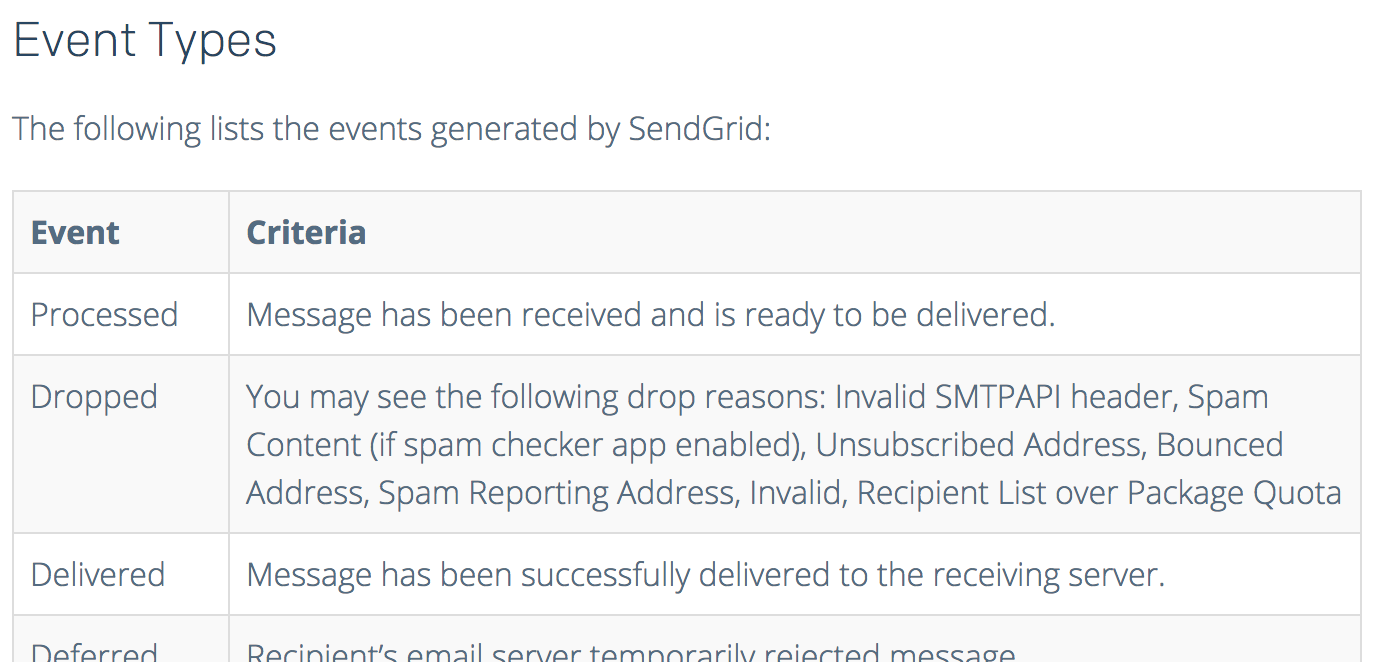 Event Types
The following lists the events generated by SendGrid:
Event Criteria
Processed Message has been received and is ready to be delivered.
Dropped You may see the following drop reasons: Invalid SMTPAPI header, Spam
Content (if spam checker app enabled), Unsubscribed Address, Bounced
Address, Spam Reporting Address, Invalid, Recipient List over Package Quota
Delivered Message has been successfully delivered to the receiving server.
Deferred Recipient’s email server temporarily rejected message